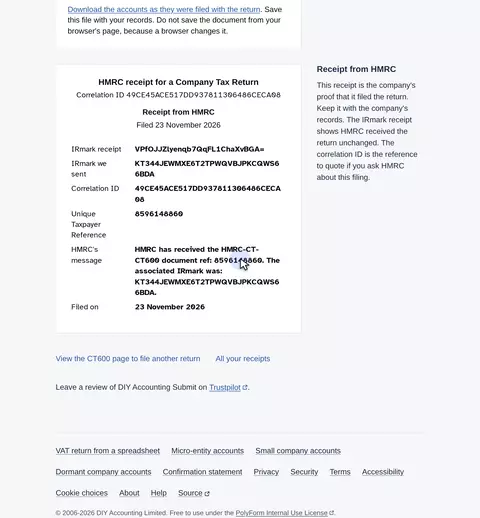 Download the accounts as they were filed with the return. Save
this file with your records. Do not save the document from your
browser's page, because a browser changes it.
HMRC receipt for a Company Tax Return
Correlation ID 49CE45ACE517DD937811306486CECA08
Receipt from HMRC
Filed 23 November 2026
IRmark receipt VPfOJJZlyenqb7QqFL1ChaXvBGA=
IRmark we sent KT344JEWMXE6T2TPWQVBJPKCQWS6
6BDA
Correlation ID 49CE45ACE517DD937811306486CECA
08
Unique Taxpayer Reference 8596148860
HMRC's message HMRC has received the HMRC-CT-
CT600 document ref: 8596148860. The
associated IRmark was:
KT344JEWMXE6T2TPWQVBJPKCQWS6
6BDA.
Filed on 23 November 2026
Receipt from HMRC
This receipt is the company's
proof that it filed the return.
Keep it with the company's
records. The IRmark receipt
shows HMRC received the
return unchanged. The
correlation ID is the reference
to quote if you ask HMRC
about this filing.
View the CT600 page to file another return All your receipts
Leave a review of DIY Accounting Submit on Trustpilot.
VAT return from a spreadsheet Micro-entity accounts Small company accounts
Dormant company accounts Confirmation statement Privacy Security Terms Accessibility
Cookie choices About Help Source
© 2006-2026 DIY Accounting Limited. Free to use under the PolyForm Internal Use License.